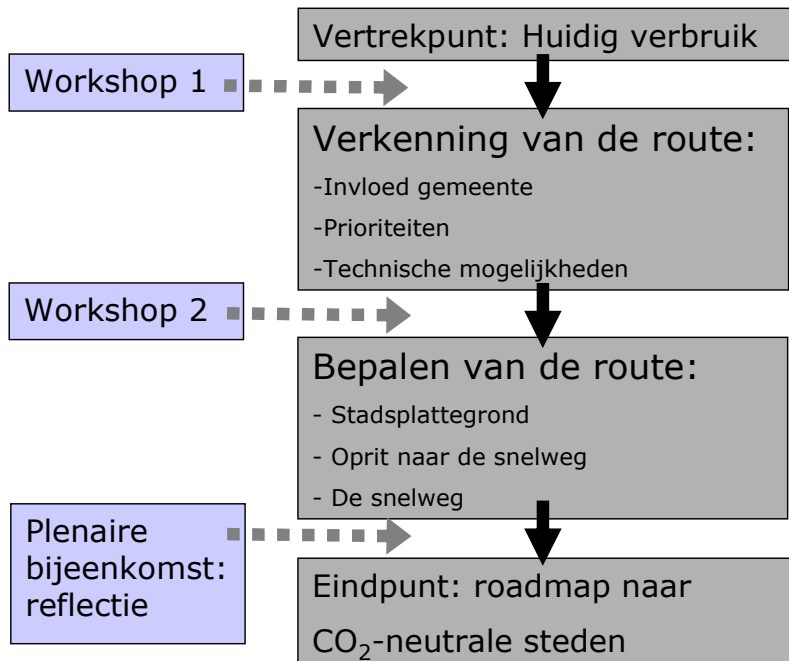 Vertrekpunt: Huidig verbruik
Workshop 1
Verkenning van de route:
-Invloed gemeente
-Prioriteiten
-Technische mogelijkheden
Workshop 2
Bepalen van de route:
- Stadsplattegrond
- Oprit naar de snelweg
- De snelweg
Plenaire
bijeenkomst:
reflectie
Eindpunt: roadmap naar
CO₂-neutrale steden